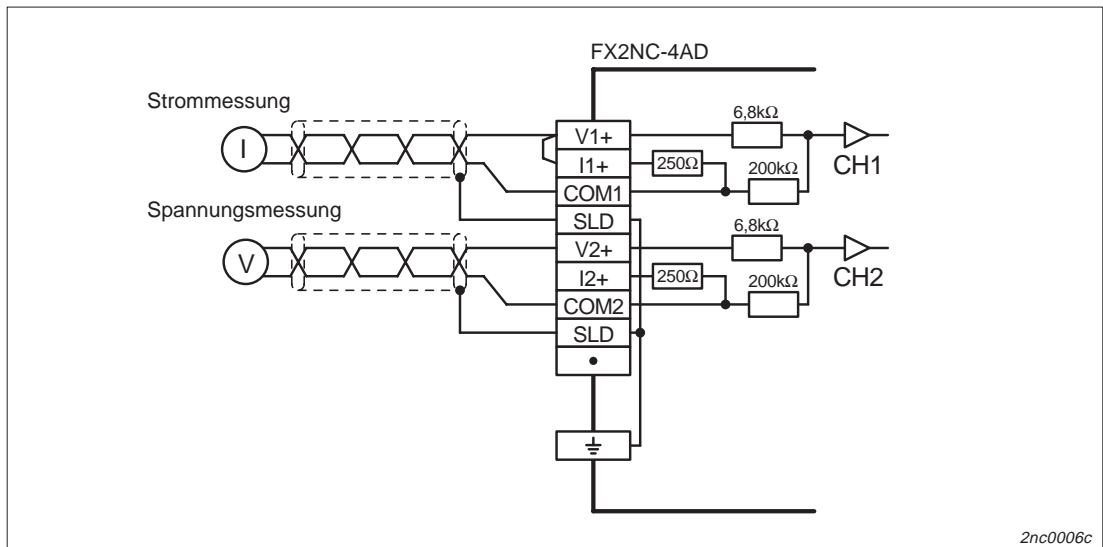 FX2NC-4AD
Strommessung
I
V1+
I1+
COM1
SLD
6,8kΩ
250Ω
200kΩ
CH1
Spannungsmessung
V
V2+
I2+
COM2
SLD
6,8kΩ
250Ω
200kΩ
CH2
2nc0006c